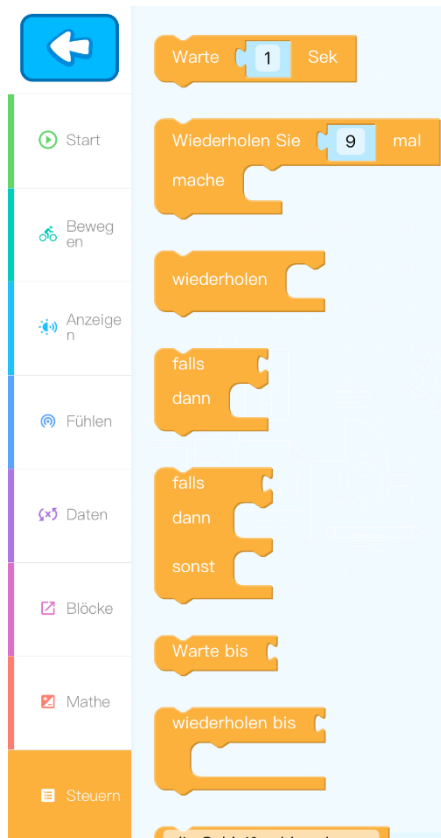 Warte 1 Sek
Start
Wiederholen Sie 9 mal
mache
Beweg
en
wiederholen
Anzeige
n
falls
dann
Fühlen
falls
dann
Daten
sonst
Blöcke
Warte bis
Mathe
wiederholen bis
Steuern